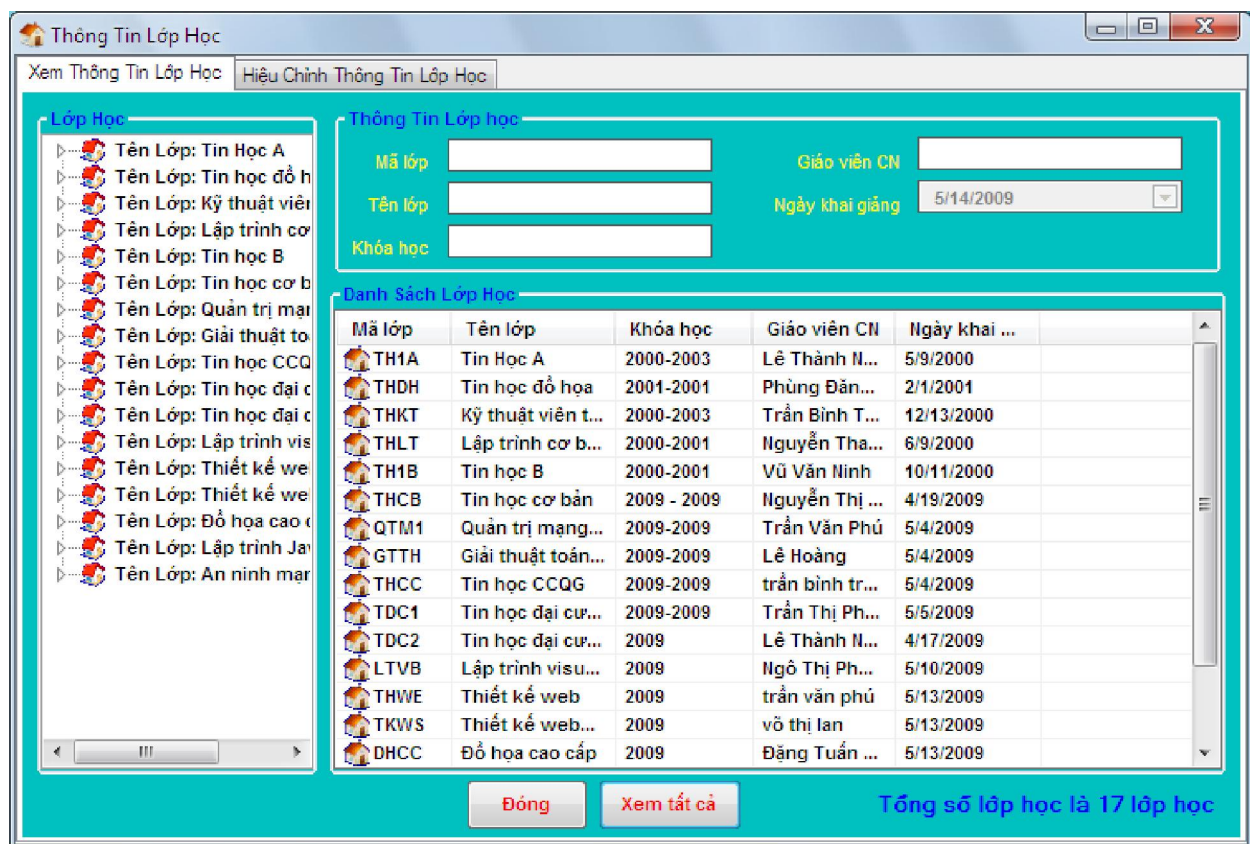 Thông Tin Lớp Học
Xem Thông Tin Lớp Học Hiệu Chỉnh Thông Tin Lớp Học
Lớp Học
Tên Lớp: Tin Học A
Tên Lớp: Tin học đồ h
Tên Lớp: Kỹ thuật viên
Tên Lớp: Lập trình cơ
Tên Lớp: Tin học B
Tên Lớp: Tin học cơ b
Tên Lớp: Quản trị mạn
Tên Lớp: Giải thuật to
Tên Lớp: Tin học CCQ
Tên Lớp: Tin học đại c
Tên Lớp: Tin học đại c
Tên Lớp: Lập trình vis
Tên Lớp: Thiết kế we
Tên Lớp: Thiết kế we
Tên Lớp: Đồ họa cao c
Tên Lớp: Lập trình Jav
Tên Lớp: An ninh mạn
Thông Tin Lớp học
Mã lớp Giáo viên CN
Tên lớp Ngày khai giảng 5/14/2009
Khóa học
Danh Sách Lớp Học
Mã lớp Tên lớp Khóa học Giáo viên CN Ngày khai ...
TH1A Tin Học A 2000-2003 Lê Thành N... 5/9/2000
THDH Tin học đồ họa 2001-2001 Phùng Đăn... 2/1/2001
THKT Kỹ thuật viên t... 2000-2003 Trần Bình T... 12/13/2000
THLT Lập trình cơ b... 2000-2001 Nguyễn Tha... 6/9/2000
TH1B Tin học B 2000-2001 Vũ Văn Ninh 10/11/2000
THCB Tin học cơ bản 2009 - 2009 Nguyễn Thị ... 4/19/2009
QTM1 Quản trị mạng... 2009-2009 Trần Văn Phú 5/4/2009
GTTH Giải thuật toán... 2009-2009 Lê Hoàng 5/4/2009
THCC Tin học CCQG 2009-2009 trần bình tr... 5/4/2009
TDC1 Tin học đại cư... 2009-2009 Trần Thị Ph... 5/5/2009
TDC2 Tin học đại cư... 2009 Lê Thành N... 4/17/2009
LTVB Lập trình visu... 2009 Ngô Thị Ph... 5/10/2009
THWE Thiết kế web 2009 trần văn phú 5/13/2009
TKWS Thiết kế web... 2009 võ thị lan 5/13/2009
DHCC Đồ họa cao cấp 2009 Đặng Tuấn ... 5/13/2009
Đóng Xem tất cả Tổng số lớp học là 17 lớp học